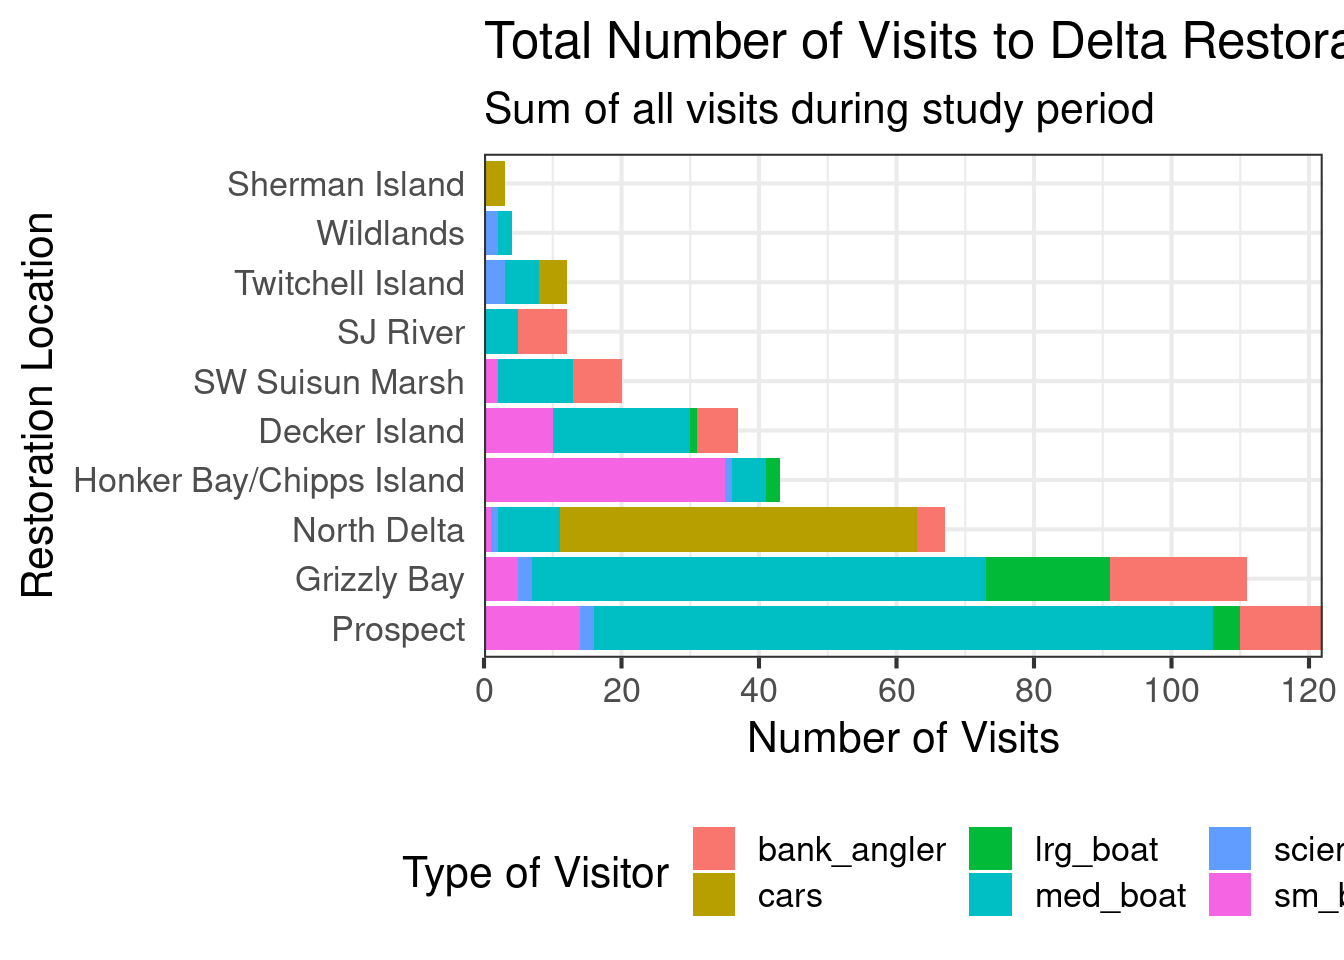 Total Number of Visits to Delta Restora
Sum of all visits during study period
Restoration Location
Sherman Island
Wildlands
Twitchell Island
SJ River
SW Suisun Marsh
Decker Island
Honker Bay/Chipps Island
North Delta
Grizzly Bay
Prospect
0 20 40 60 80 100 120
Number of Visits
Type of Visitor
bank_angler lrg_boat scier
cars med_boat sm_b